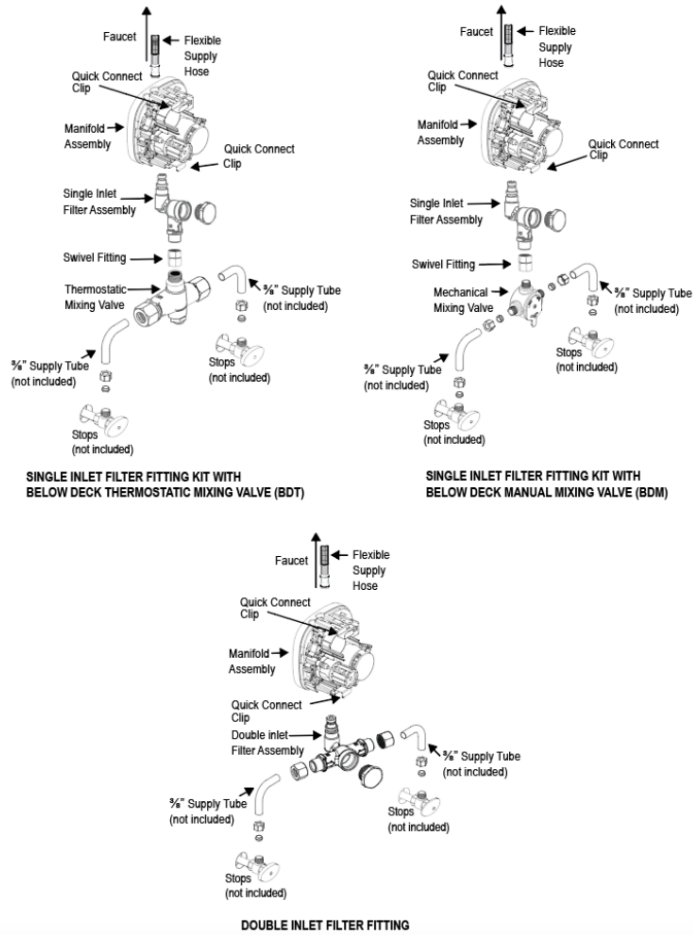 Faucet
Flexible
Supply
Hose
Quick Connect
Clip
Manifold
Assembly
Quick Connect
Clip
Single Inlet
Filter Assembly
Swivel Fitting
Thermostatic
Mixing Valve
⅜" Supply Tube
(not included)
⅜" Supply Tube
(not included)
Stops
(not included)
Stops
(not included)
SINGLE INLET FILTER FITTING KIT WITH
BELOW DECK THERMOSTATIC MIXING VALVE (BDT)
Faucet
Flexible
Supply
Hose
Quick Connect
Clip
Manifold
Assembly
Quick Connect
Clip
Single Inlet
Filter Assembly
Swivel Fitting
Mechanical
Mixing Valve
⅜" Supply Tube
(not included)
Stops
(not included)
⅜" Supply Tube
(not included)
Stops
(not included)
SINGLE INLET FILTER FITTING KIT WITH
BELOW DECK MANUAL MIXING VALVE (BDM)
Faucet
Flexible
Supply
Hose
Quick Connect
Clip
Manifold
Assembly
Quick Connect
Clip
Double inlet
Filter Assembly
⅜" Supply Tube
(not included)
⅜" Supply Tube
(not included)
Stops
(not included)
Stops
(not included)
DOUBLE INLET FILTER FITTING